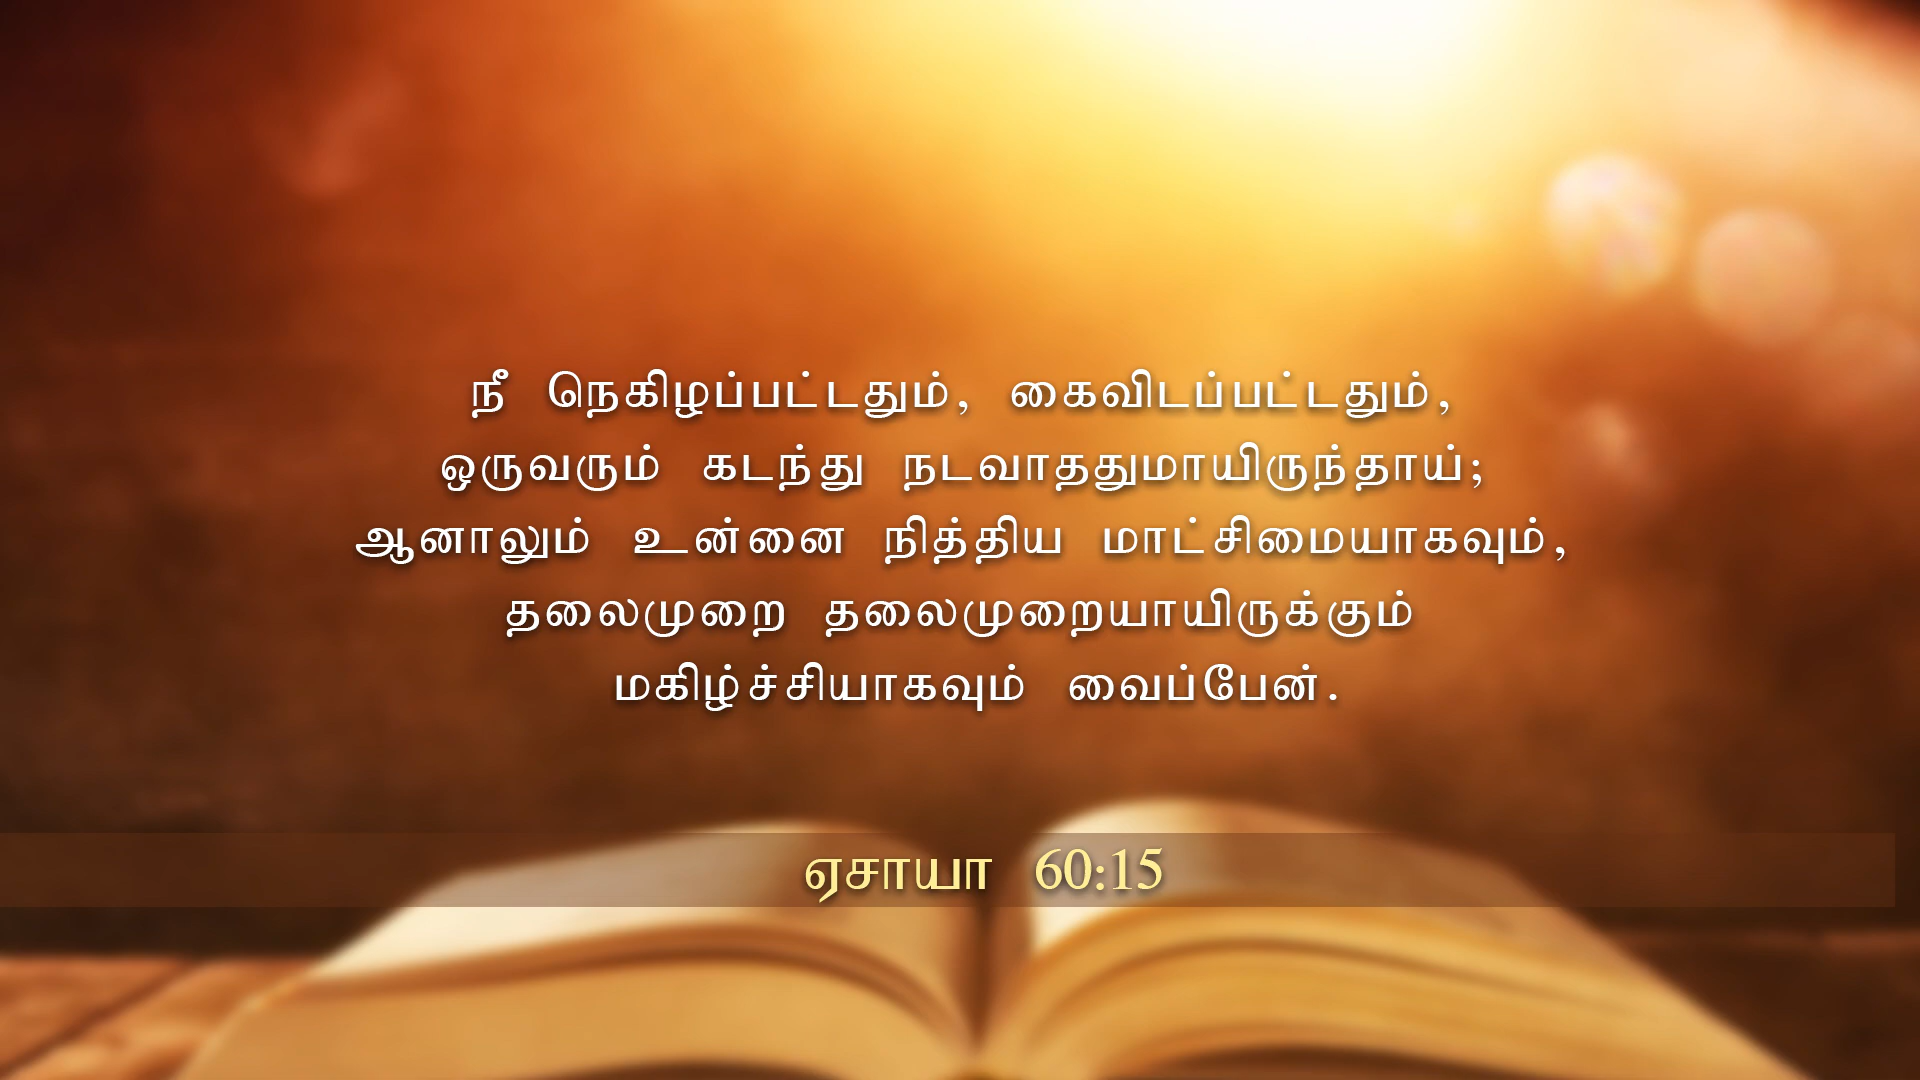 நீ நெகிழப்பட்டதும், கைவிடப்பட்டதும்,
ஒருவரும் கடந்து நடவாததுமாயிருந்தாய்;
ஆனாலும் உன்னை நித்திய மாட்சிமையாகவும்,
தலைமுறை தலைமுறையாயிருக்கும்
மகிழ்ச்சியாகவும் வைப்பேன்.
ஏசாயா 60:15